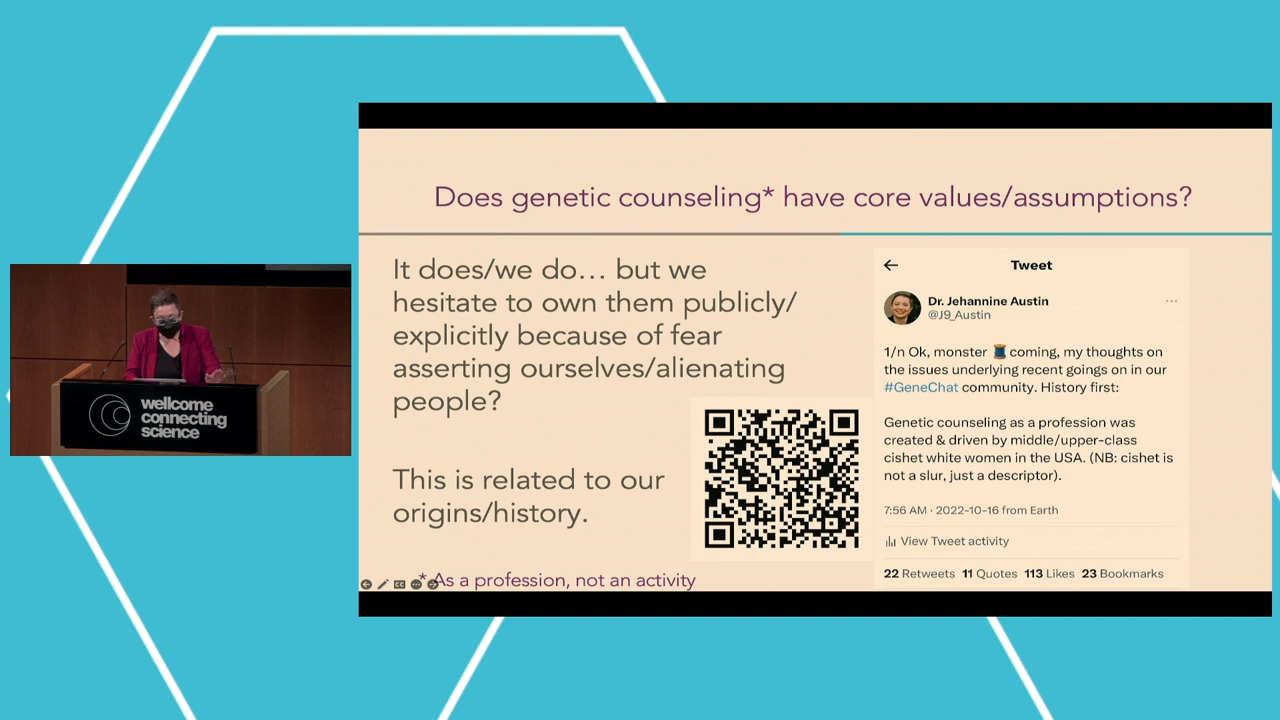 Does genetic counseling* have core values/assumptions?
It does/we do... but we
hesitate to own them publicly/
explicitly because of fear
asserting ourselves/alienating
people?
This is related to our
origins/history.
* As a profession, not an activity
Tweet
Dr. Jehannine Austin
@J9_Austin
1/n Ok, monster 🧵 coming, my thoughts on
the issues underlying recent goings on in our
#GeneChat community. History first:
Genetic counseling as a profession was
created & driven by middle/upper-class
cishet white women in the USA. (NB: cishet is
not a slur, just a descriptor).
7:56 AM · 2022-10-16 from Earth
View Tweet activity
22 Retweets 11 Quotes 113 Likes 23 Bookmarks
wellcome
connecting
science